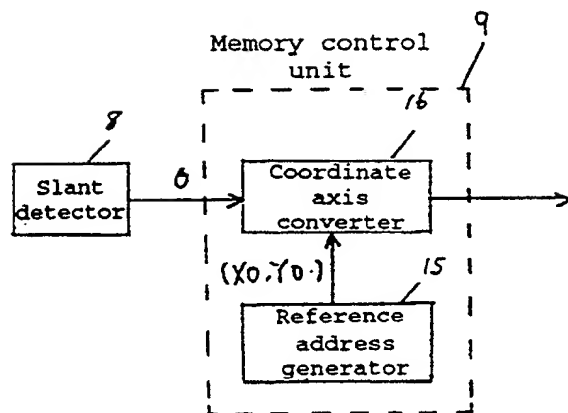 9
Memory control
unit
16
8
Slant
detector
θ
Coordinate
axis
converter
(X0,Y0.)
15
Reference
address
generator